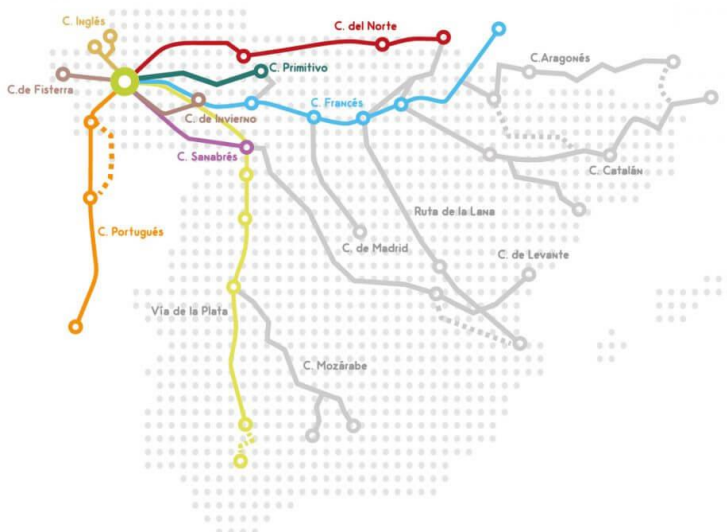 C. Inglés
C. del Norte
C. Primitivo
C.Aragonés
C.de Fisterra
C. Francés
C. de Invierno
C. Sanabrés
C. Catalán
Ruta de la Lana
C. Portugués
C. de Madrid
C. de Levante
Vía de la Plata
C. Mozárabe